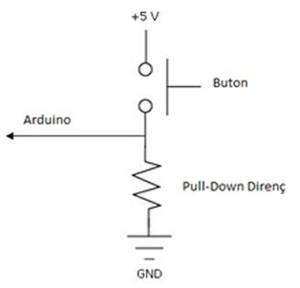 +5 V
Buton
Arduino
Pull-Down Direnç
GND